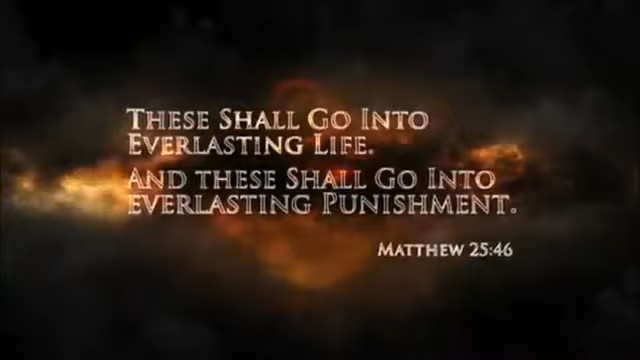 These Shall Go Into
Everlasting Life.
And these Shall Go Into
everlasting Punishment.
Matthew 25:46